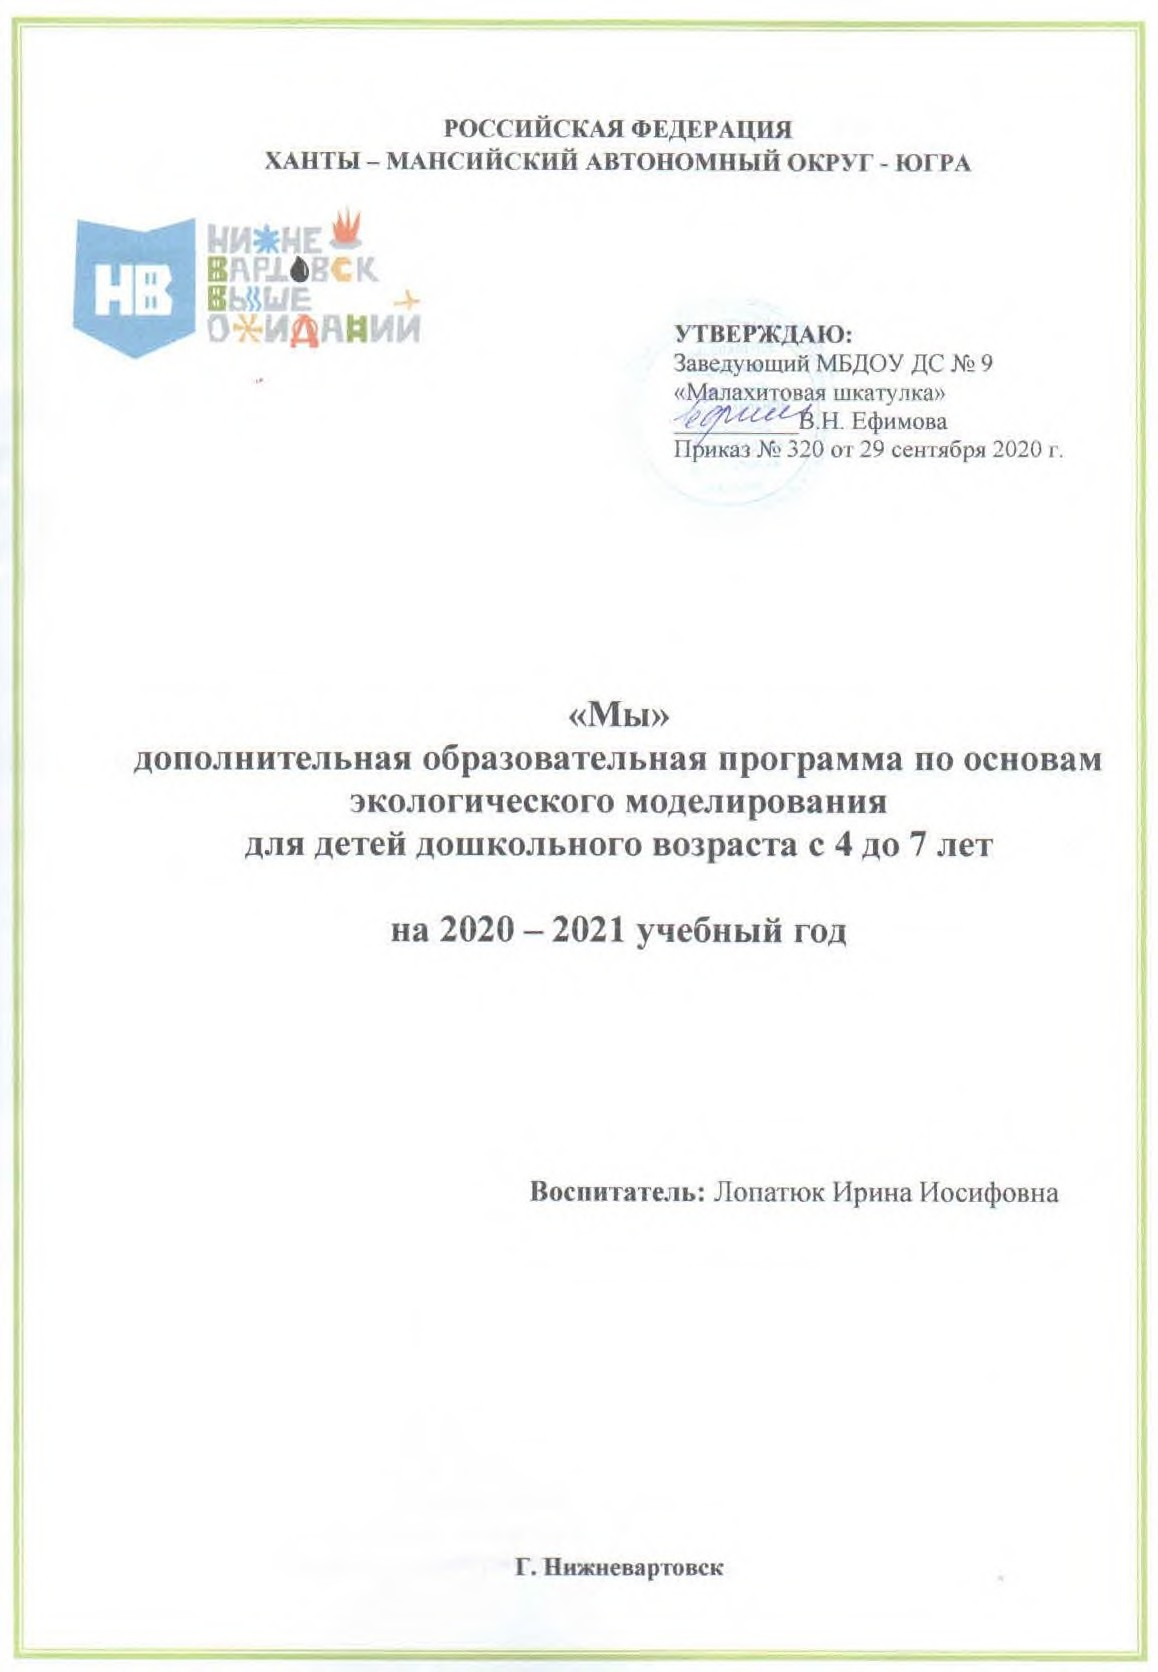 РОССИЙСКАЯ ФЕДЕРАЦИЯ
ХАНТЫ – МАНСИЙСКИЙ АВТОНОМНЫЙ ОКРУГ - ЮГРА
НВ
НИЖНЕ
ВАРТОВСК
ВЫШЕ
ОЖИДАНИЙ
УТВЕРЖДАЮ:
Заведующий МБДОУ ДС № 9
«Малахитовая шкатулка»
В.Н. Ефимова
Приказ № 320 от 29 сентября 2020 г.
«Мы»
дополнительная образовательная программа по основам
экологического моделирования
для детей дошкольного возраста с 4 до 7 лет
на 2020 – 2021 учебный год
Воспитатель: Лопатюк Ирина Иосифовна
Г. Нижневартовск